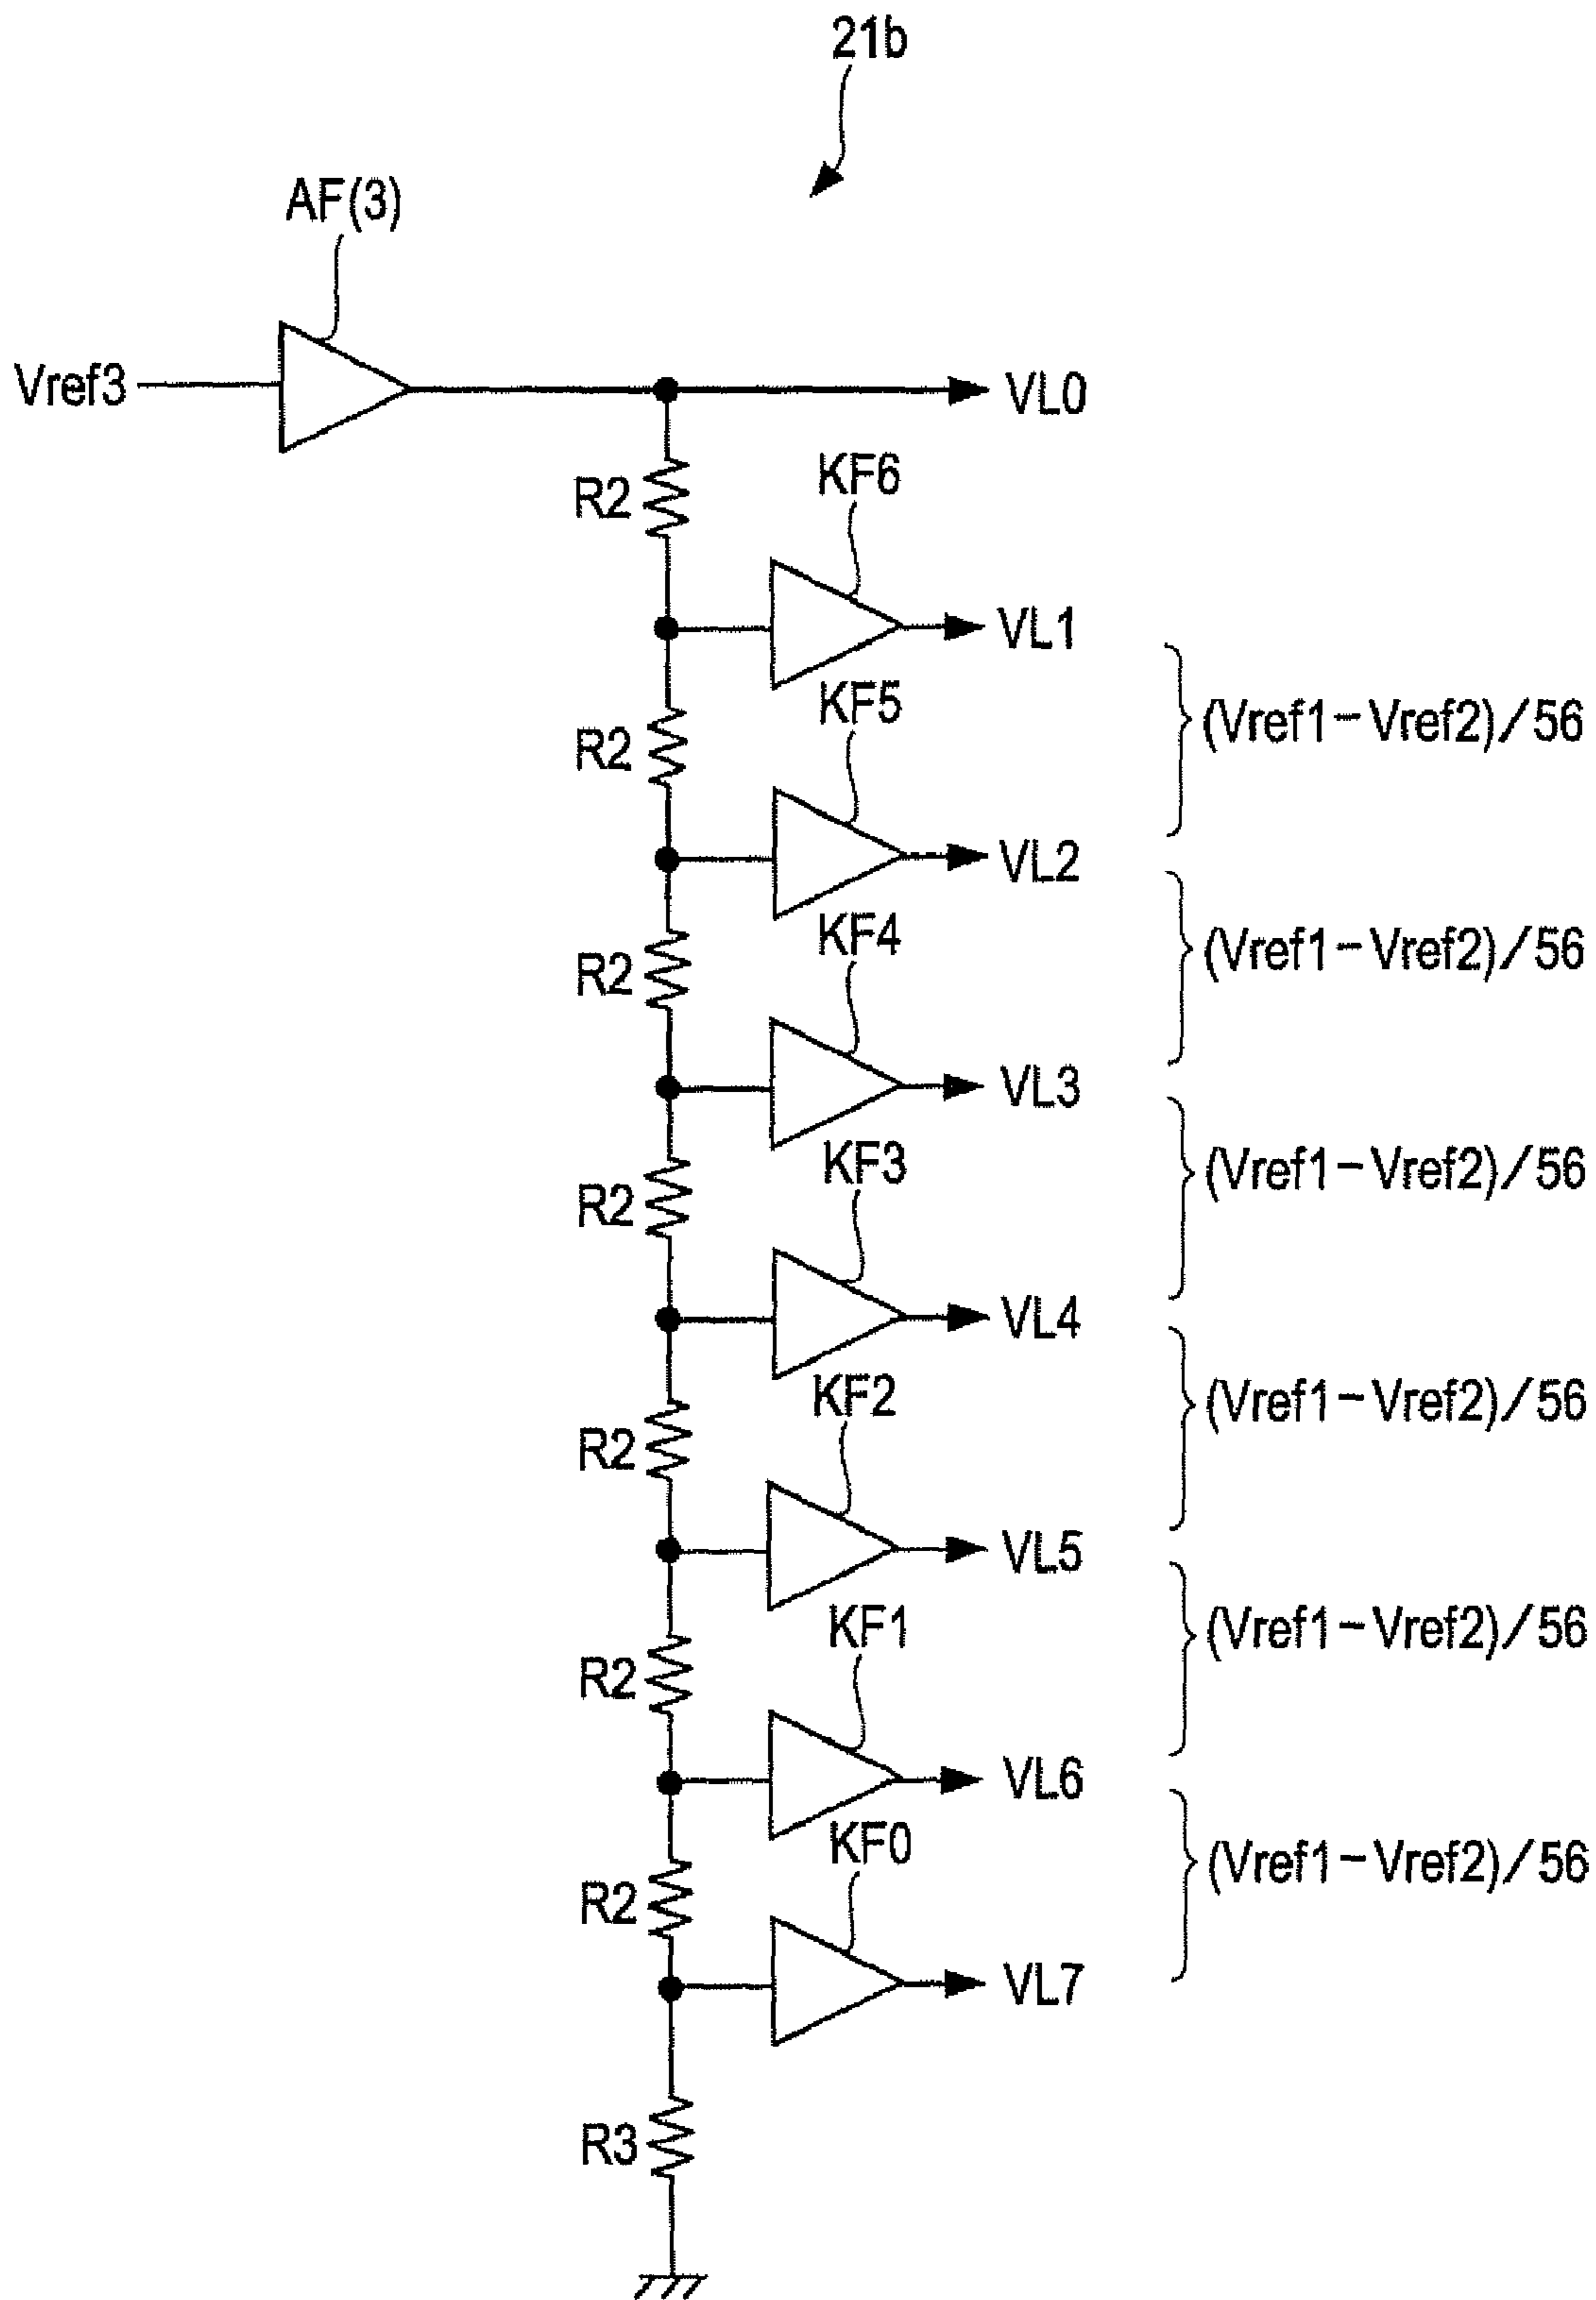 21b
AF(3)
Vref3
VL0
R2
KF6
VL1
(Vref1-Vref2)/56
R2
KF5
VL2
(Vref1-Vref2)/56
R2
KF4
VL3
(Vref1-Vref2)/56
R2
KF3
VL4
(Vref1-Vref2)/56
R2
KF2
VL5
(Vref1-Vref2)/56
R2
KF1
VL6
(Vref1-Vref2)/56
R2
KF0
VL7
R3